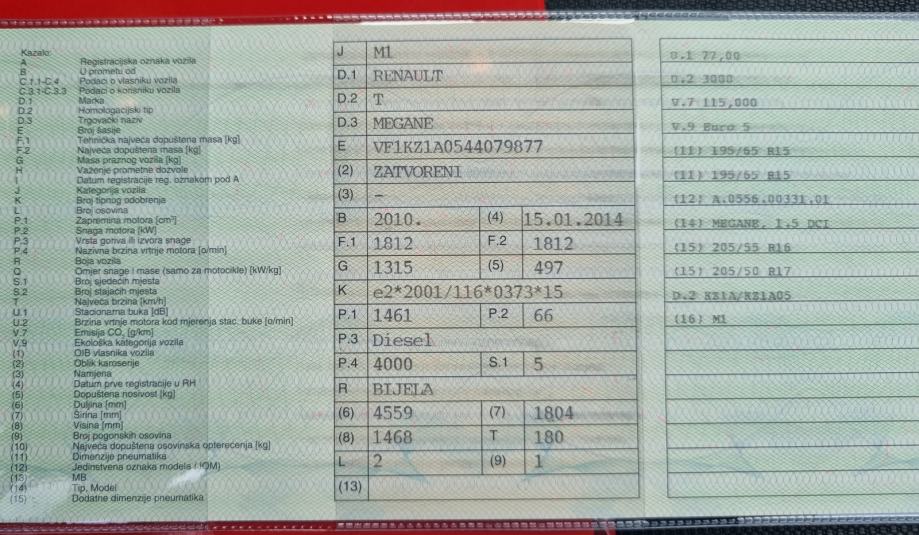 Kazalo:
A Registracijska oznaka vozila
B U prometu od
C.1.1-C.4 Podaci o vlasniku vozila
C.3.1-C.3.3 Podaci o korisniku vozila
D.1 Marka
D.2 Homologacijski tip
D.3 Trgovački naziv
E Broj šasije
F.1 Tehnička najveća dopuštena masa [kg]
F.2 Najveća dopuštena masa [kg]
G Masa praznog vozila [kg]
H Važenje prometne dozvole
I Datum registracije reg. oznakom pod A
J Kategorija vozila
K Broj tipnog odobrenja
L Broj osovina
P.1 Zapremina motora [cm³]
P.2 Snaga motora [kW]
P.3 Vrsta goriva ili izvora snage
P.4 Nazivna brzina vrtnje motora [o/min]
R Boja vozila
Q Omjer snage i mase (samo za motocikle) [kW/kg]
S.1 Broj sjedećih mjesta
S.2 Broj stajaćih mjesta
T Najveća brzina [km/h]
U.1 Stacionarna buka [dB]
U.2 Brzina vrtnje motora kod mjerenja stac. buke [o/min]
V.7 Emisija CO₂ [g/km]
V.9 Ekološka kategorija vozila
(1) OIB vlasnika vozila
(2) Oblik karoserije
(3) Namjena
(4) Datum prve registracije u RH
(5) Dopuštena nosivost [kg]
(6) Duljina [mm]
(7) Širina [mm]
(8) Visina [mm]
(9) Broj pogonskih osovina
(10) Najveća dopuštena osovinska opterećenja [kg]
(11) Dimenzije pneumatika
(12) Jedinstvena oznaka modela (JOM)
(13) MB
(14) Tip, Model
(15) Dodatne dimenzije pneumatika
J M1
D.1 RENAULT
D.2 T
D.3 MEGANE
E VF1KZ1A0544079877
(2) ZATVORENI
(3) –
B 2010. (4) 15.01.2014
F.1 1812 F.2 1812
G 1315 (5) 497
K e2*2001/116*0373*15
P.1 1461 P.2 66
P.3 Diesel
P.4 4000 S.1 5
R BIJELA
(6) 4559 (7) 1804
(8) 1468 T 180
L 2 (9) 1
(13)
U.1 77,00
U.2 3000
V.7 115,000
V.9 Euro 5
(11) 195/65 R15
(11) 195/65 R15
(12) A.0556.00331.01
(14) MEGANE, 1.5 DCI
(15) 205/55 R16
(15) 205/50 R17
D.2 KZ1A/KZ1A05
(16) M1